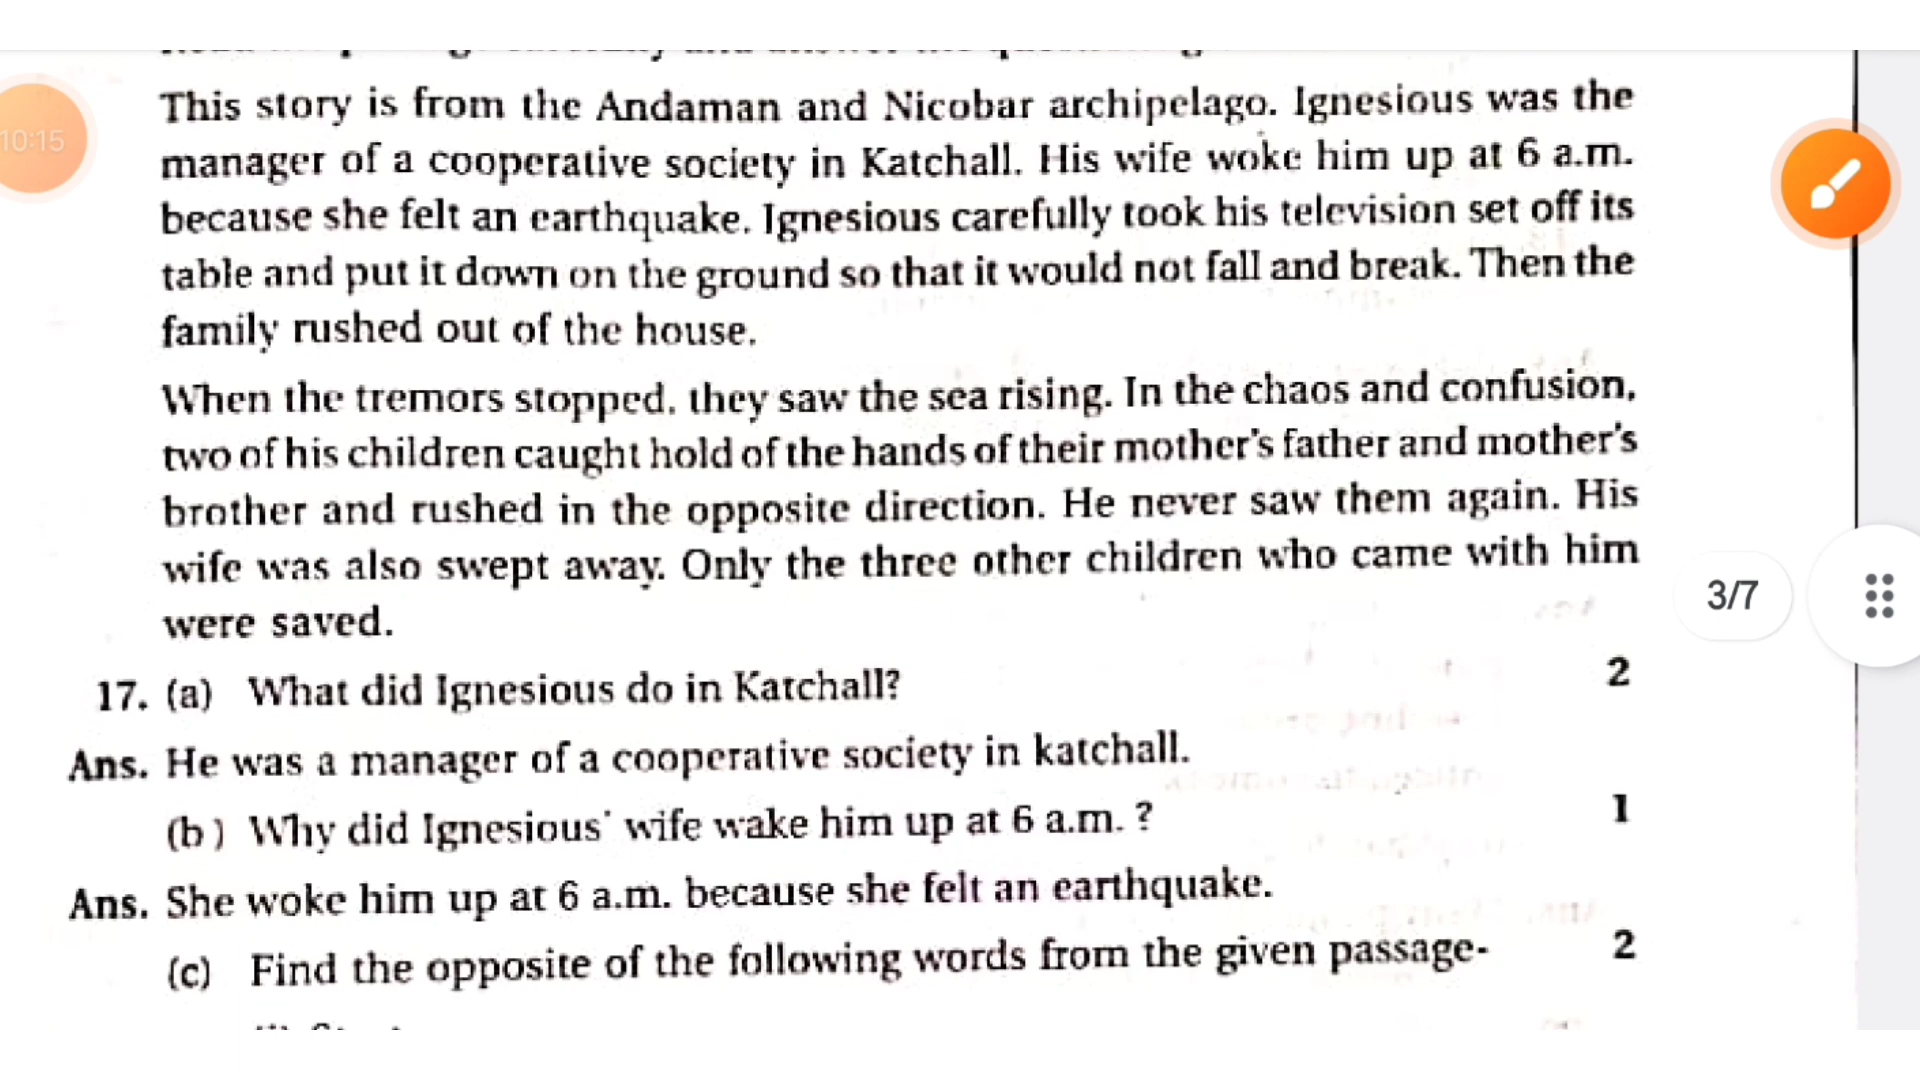 10:15
This story is from the Andaman and Nicobar archipelago. Ignesious was the
manager of a cooperative society in Katchall. His wife woke him up at 6 a.m.
because she felt an earthquake. Ignesious carefully took his television set off its
table and put it down on the ground so that it would not fall and break. Then the
family rushed out of the house.
When the tremors stopped, they saw the sea rising. In the chaos and confusion,
two of his children caught hold of the hands of their mother's father and mother's
brother and rushed in the opposite direction. He never saw them again. His
wife was also swept away. Only the three other children who came with him
were saved.
3/7
17. (a) What did Ignesious do in Katchall? 2
Ans. He was a manager of a cooperative society in katchall.
(b) Why did Ignesious' wife wake him up at 6 a.m. ? 1
Ans. She woke him up at 6 a.m. because she felt an earthquake.
(c) Find the opposite of the following words from the given passage- 2